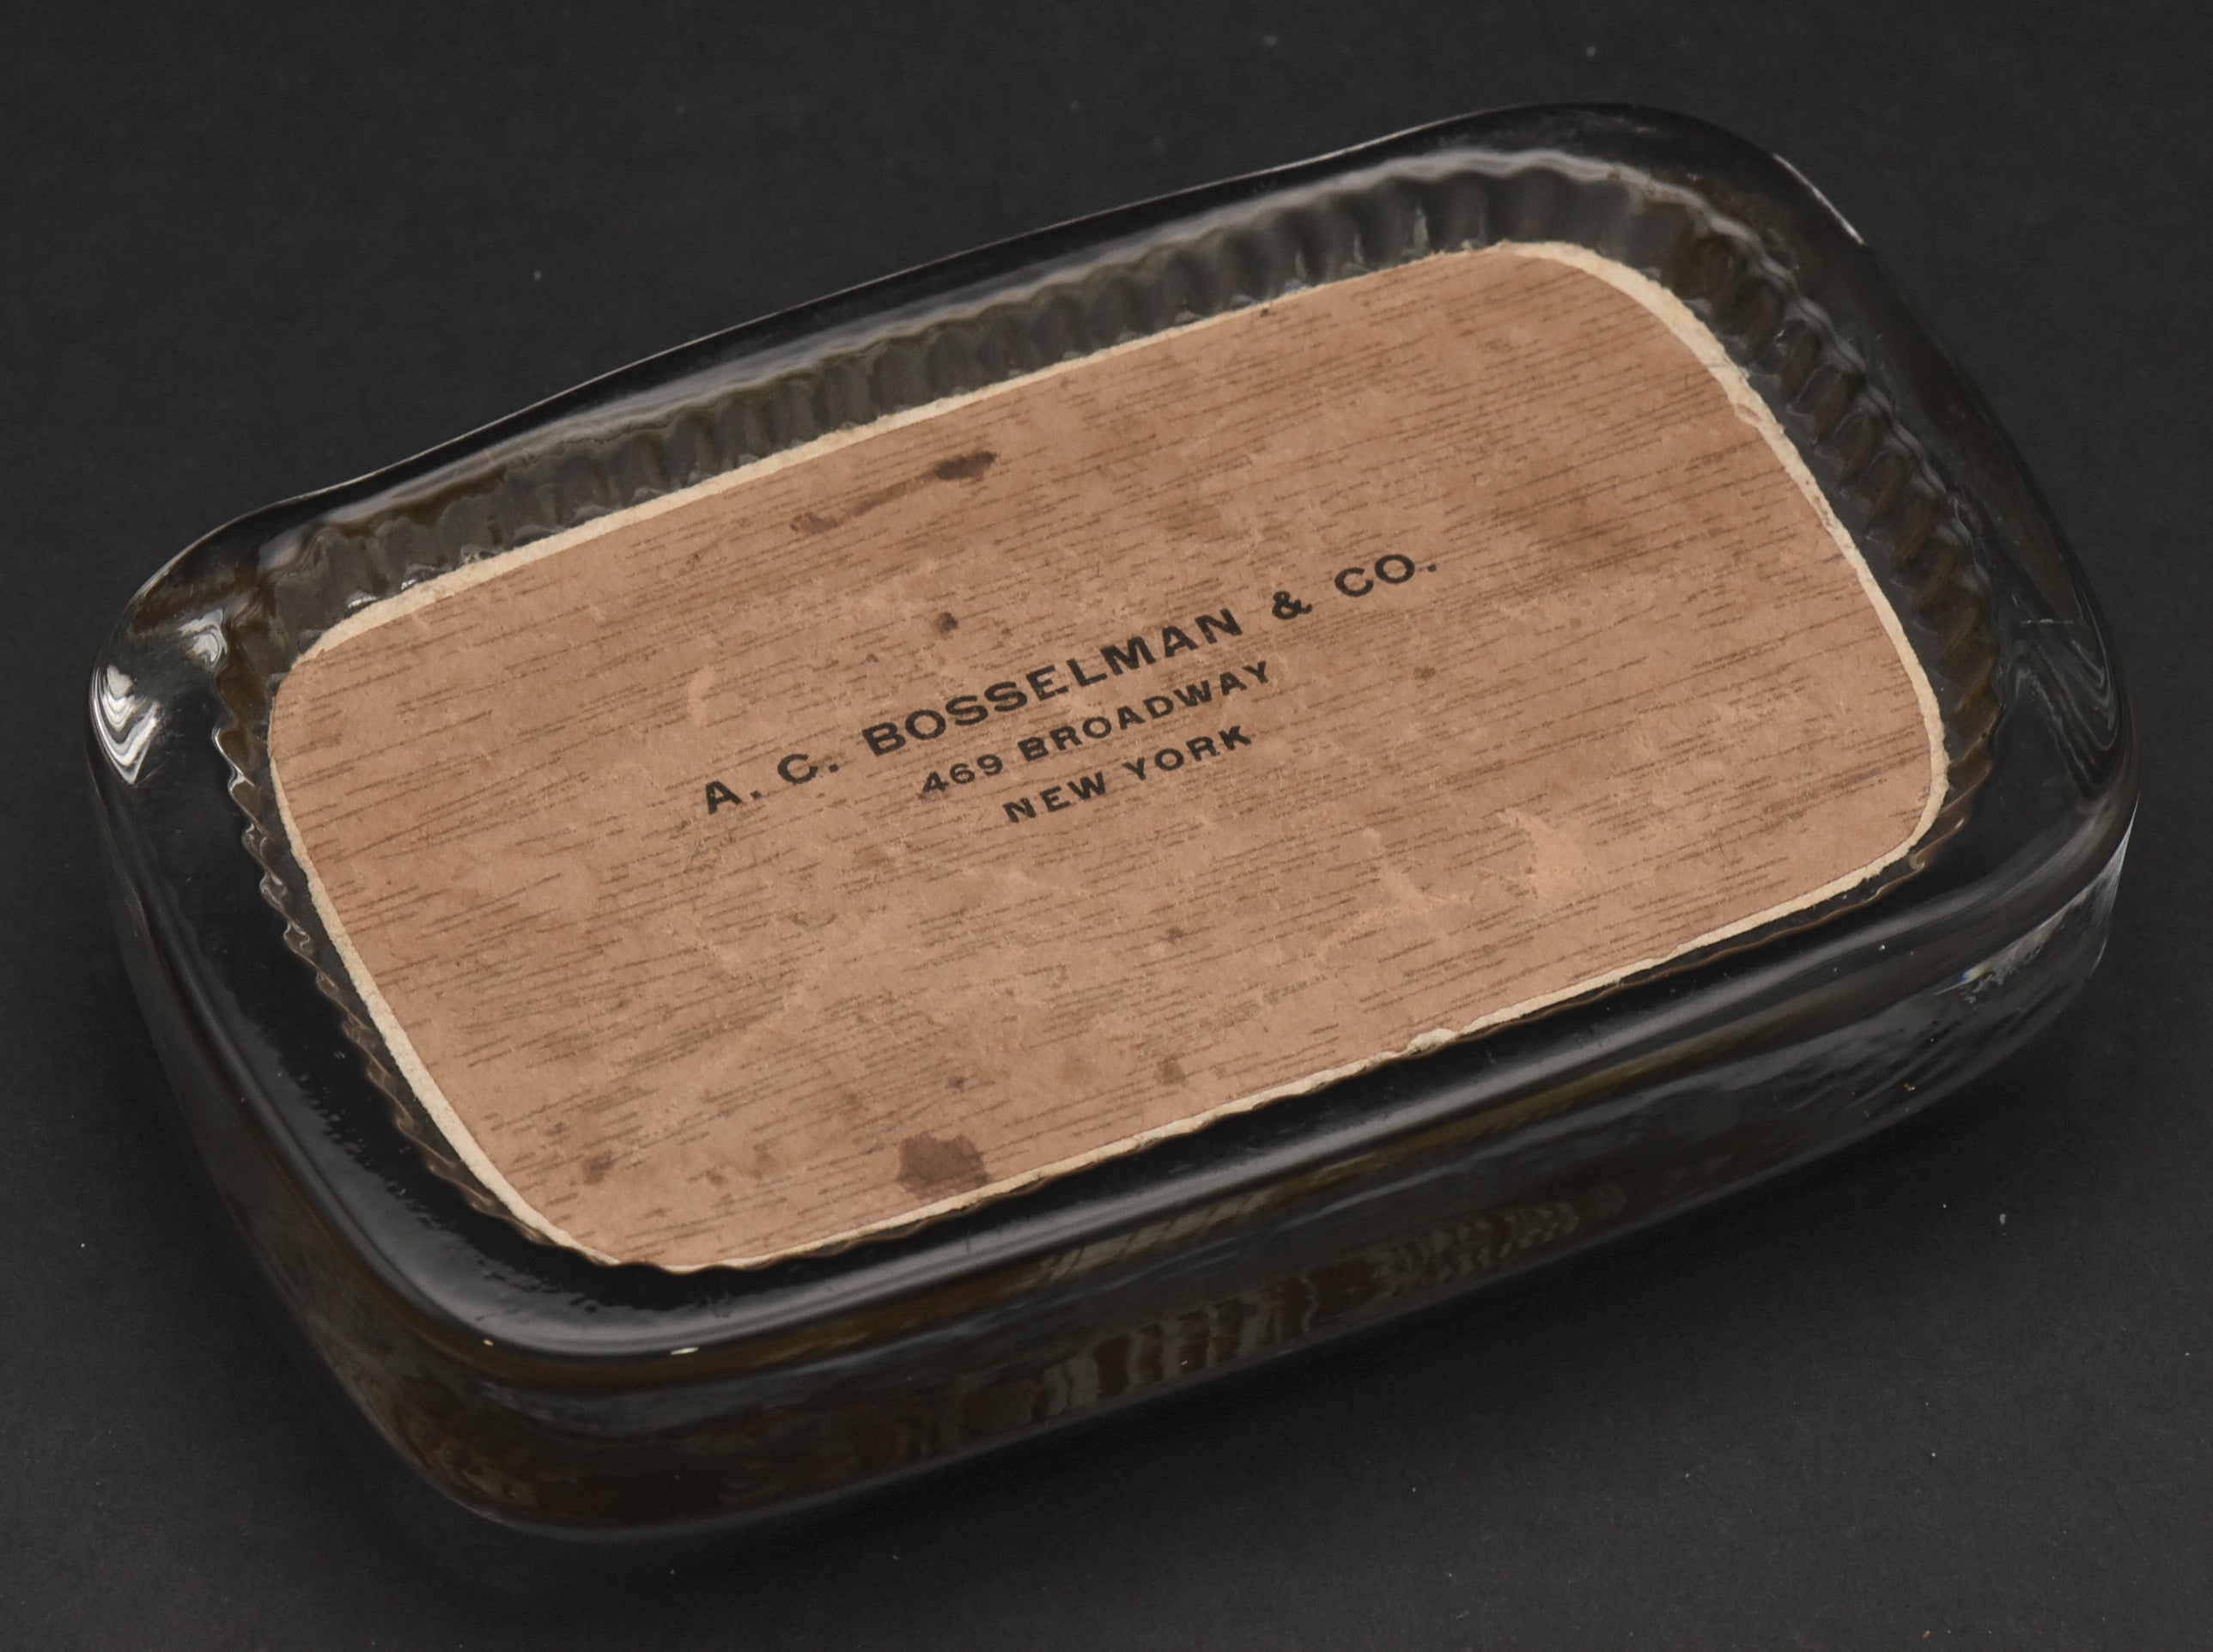 A. C. BOSSELMAN & CO.
469 BROADWAY
NEW YORK